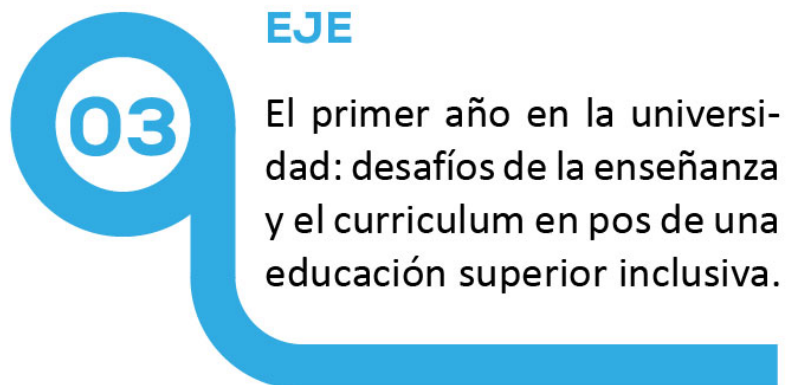 EJE
03
El primer año en la universi-
dad: desafíos de la enseñanza
y el curriculum en pos de una
educación superior inclusiva.